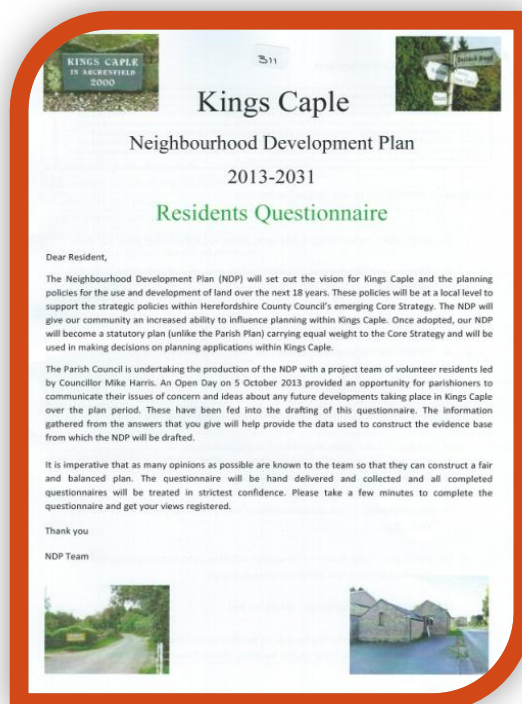 KINGS CAPLE
IN ARCHENFIELD
2000
311
Kings Caple
Neighbourhood Development Plan
2013-2031
Residents Questionnaire
Dear Resident,
The Neighbourhood Development Plan (NDP) will set out the vision for Kings Caple and the planning
policies for the use and development of land over the next 18 years. These policies will be at a local level to
support the strategic policies within Herefordshire County Council's emerging Core Strategy. The NDP will
give our community an increased ability to influence planning within Kings Caple. Once adopted, our NDP
will become a statutory plan (unlike the Parish Plan) carrying equal weight to the Core Strategy and will be
used in making decisions on planning applications within Kings Caple.
The Parish Council is undertaking the production of the NDP with a project team of volunteer residents led
by Councillor Mike Harris. An Open Day on 5 October 2013 provided an opportunity for parishioners to
communicate their issues of concern and ideas about any future developments taking place in Kings Caple
over the plan period. These have been fed into the drafting of this questionnaire. The information
gathered from the answers that you give will help provide the data used to construct the evidence base
from which the NDP will be drafted.
It is imperative that as many opinions as possible are known to the team so that they can construct a fair
and balanced plan. The questionnaire will be hand delivered and collected and all completed
questionnaires will be treated in strictest confidence. Please take a few minutes to complete the
questionnaire and get your views registered.
Thank you
NDP Team